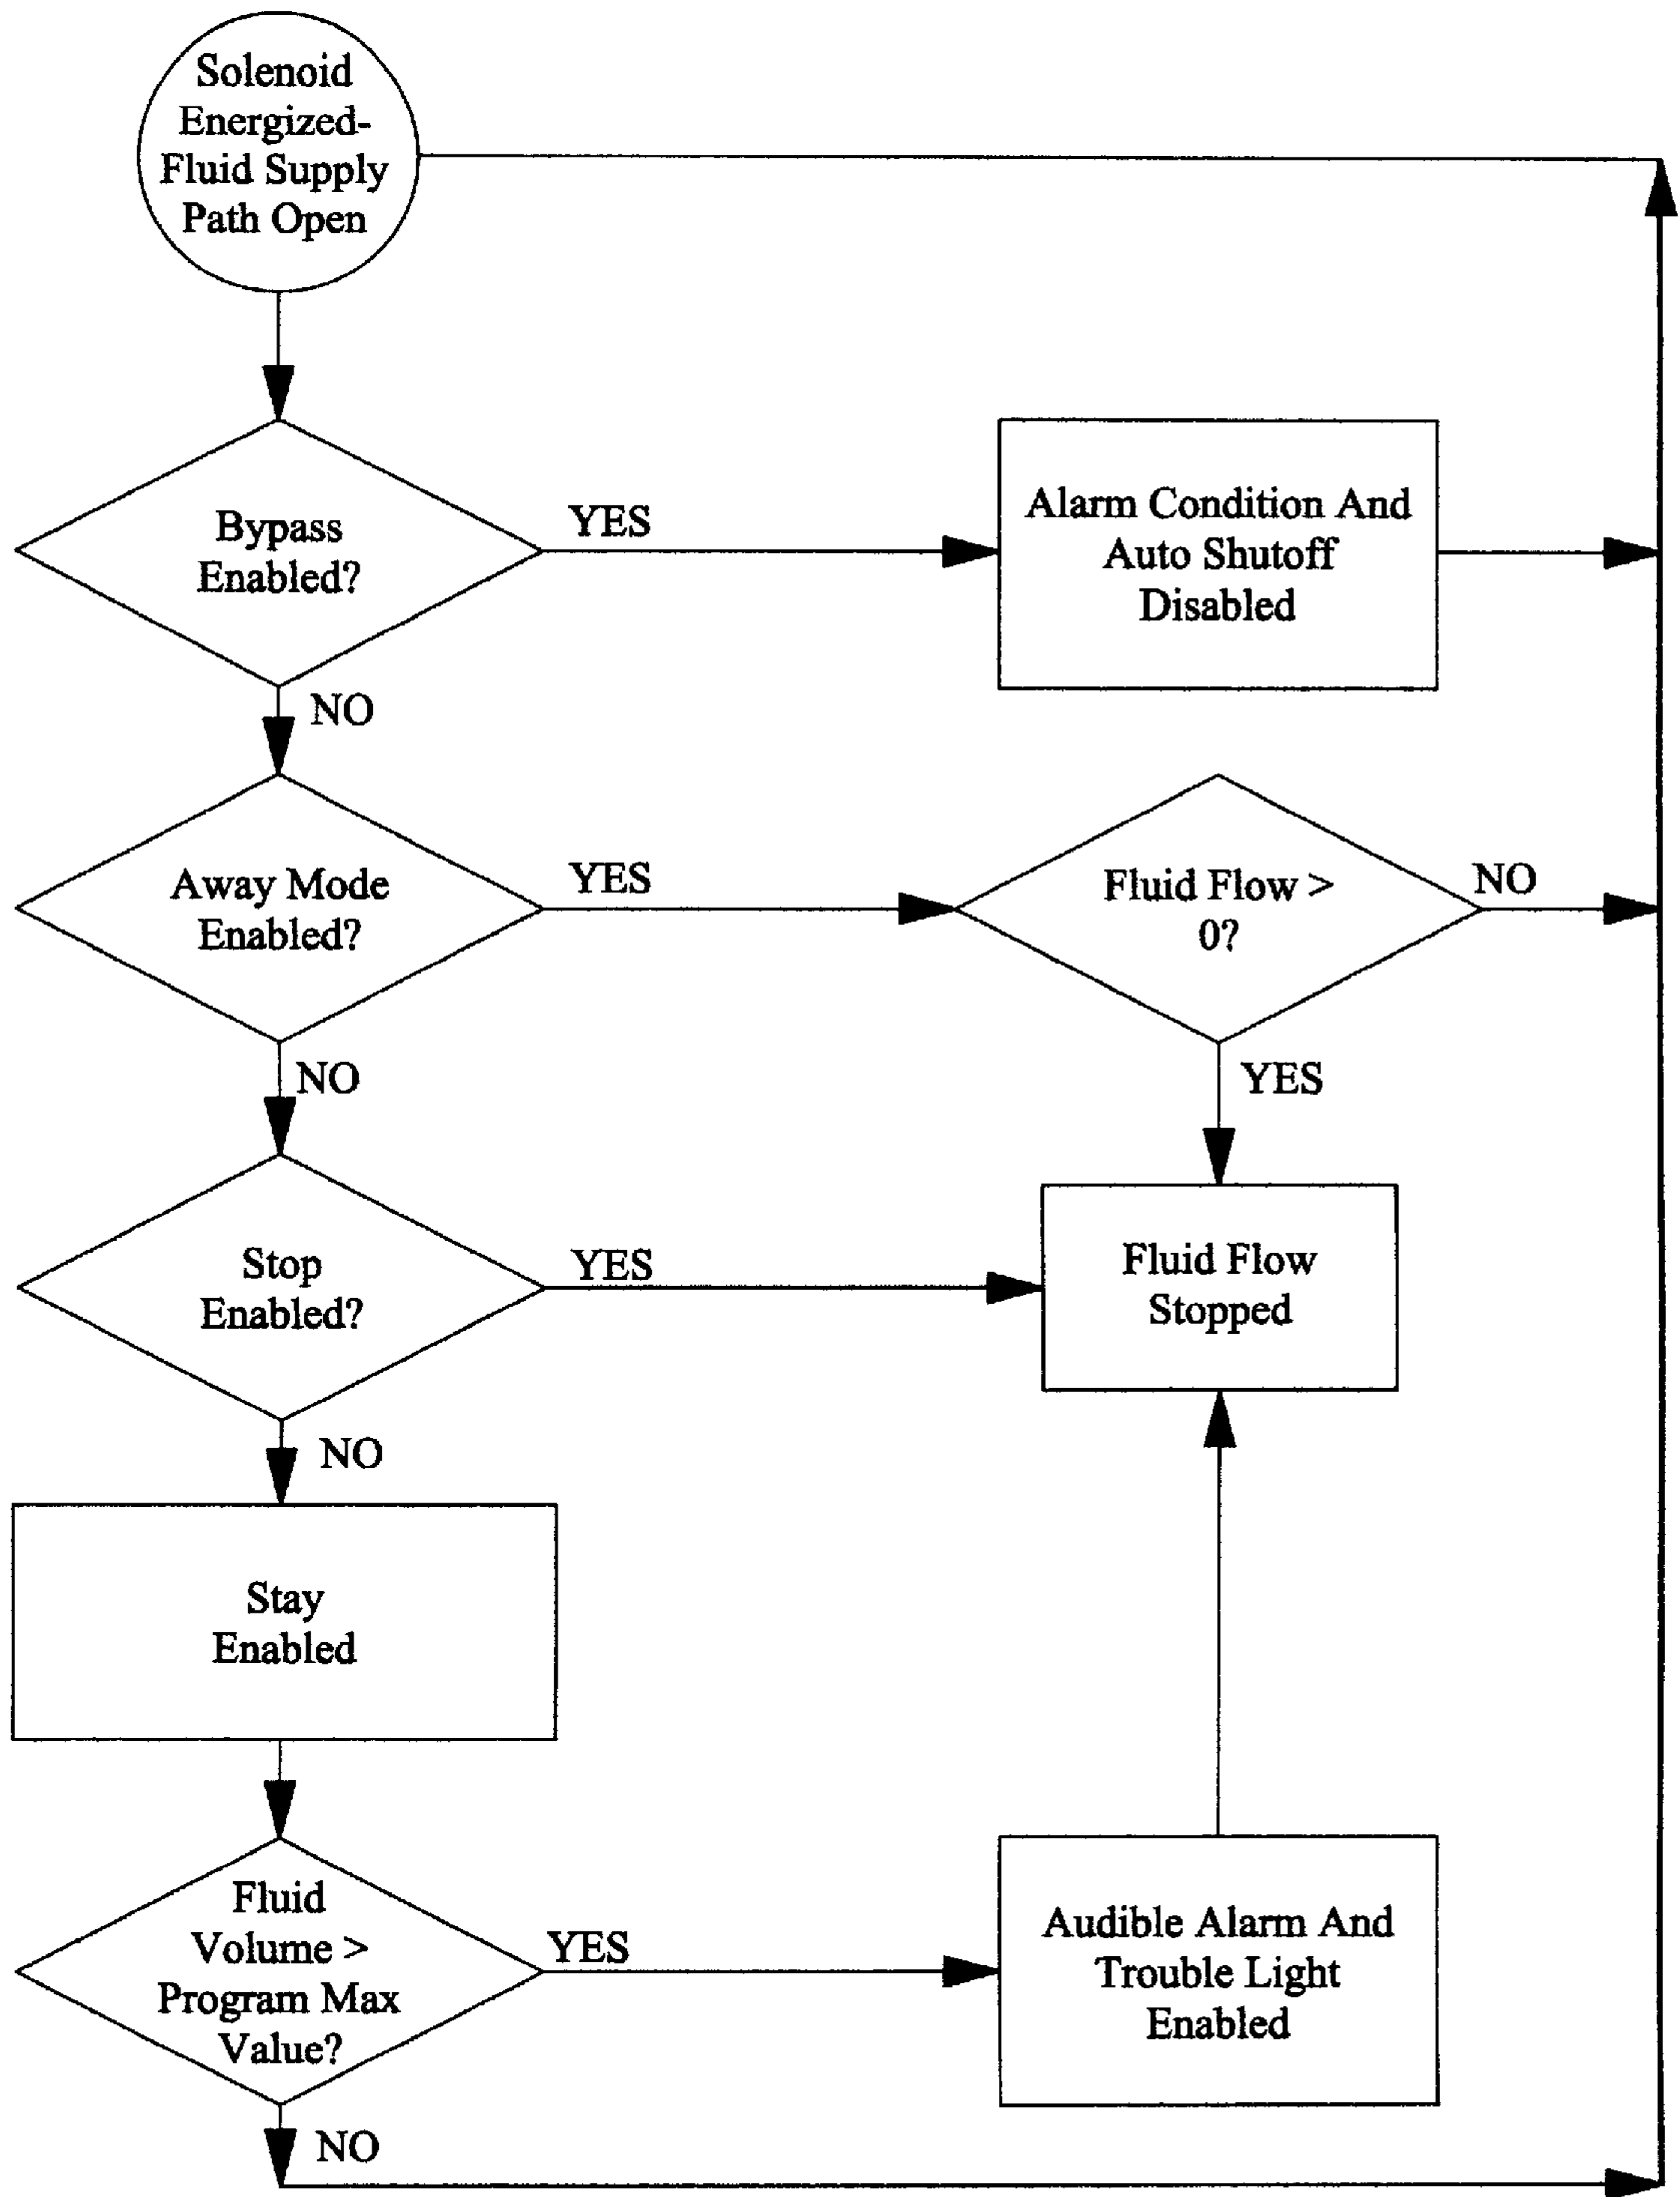 Solenoid
Energized-
Fluid Supply
Path Open
Bypass
Enabled?
YES
Alarm Condition And
Auto Shutoff
Disabled
NO
Away Mode
Enabled?
YES
Fluid Flow >
0?
NO
NO
YES
Stop
Enabled?
YES
Fluid Flow
Stopped
NO
Stay
Enabled
Fluid
Volume >
Program Max
Value?
YES
Audible Alarm And
Trouble Light
Enabled
NO